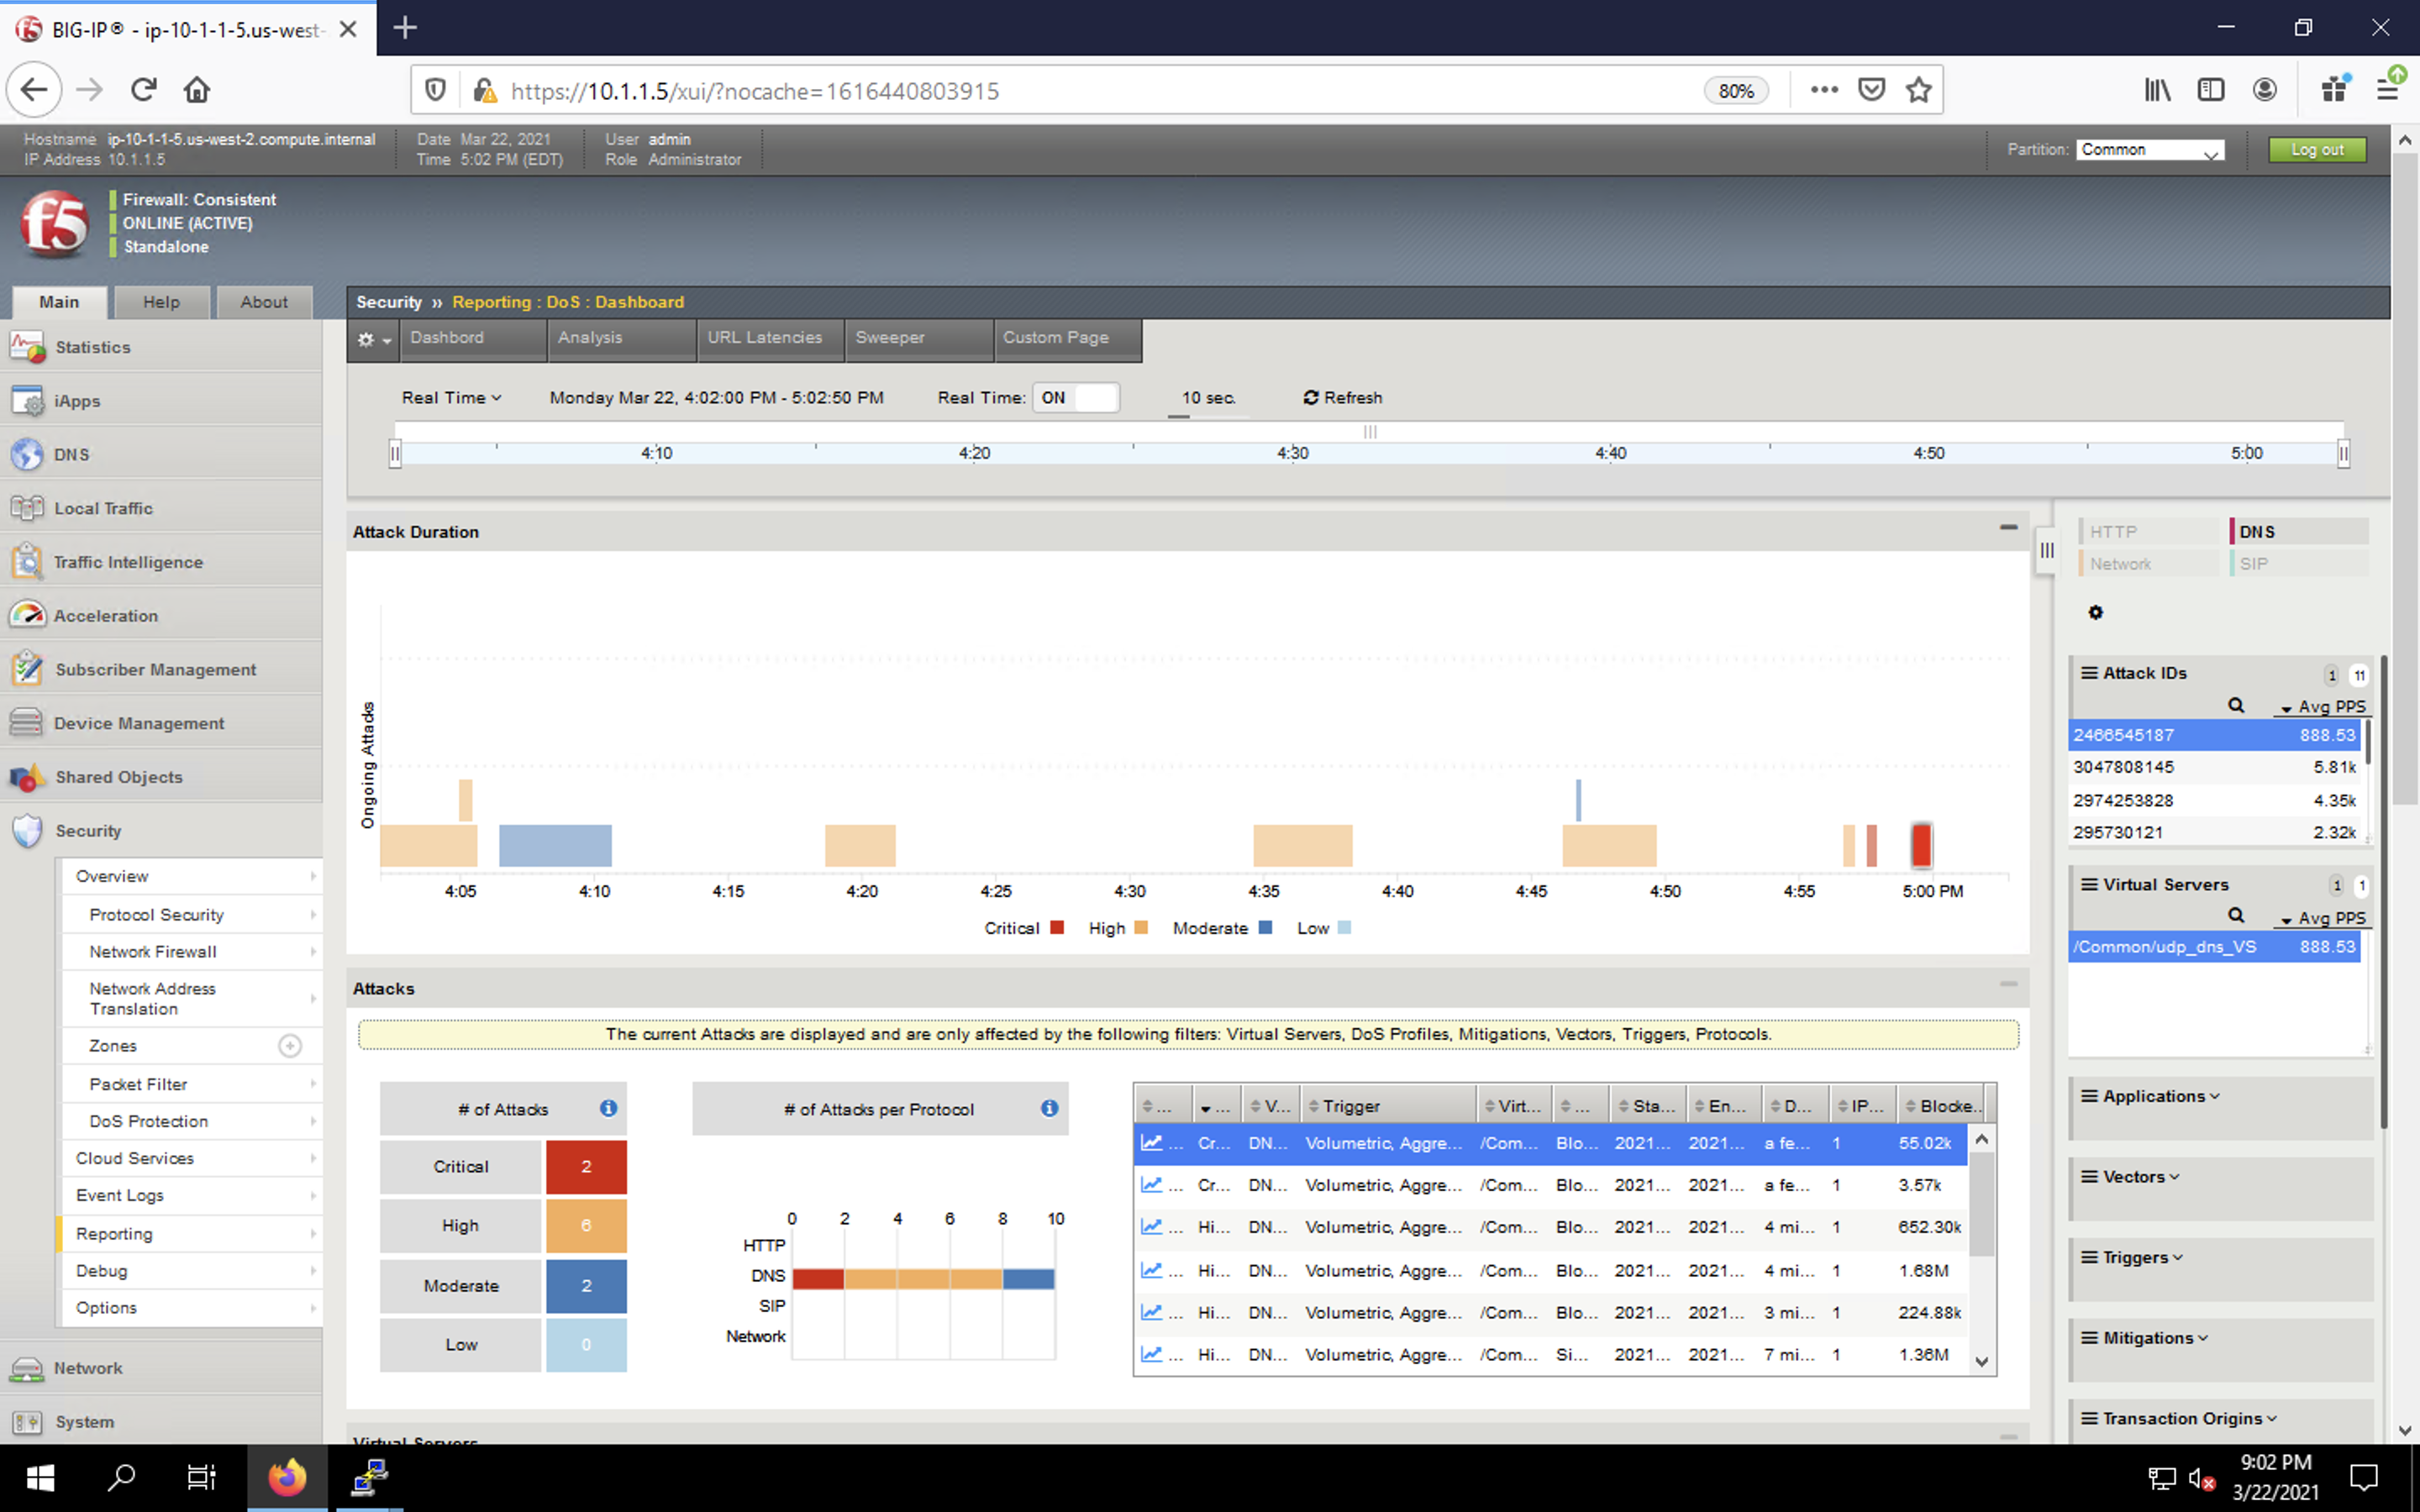 BIG-IP® - ip-10-1-1-5.us-west-
https://10.1.1.5/xui/?nocache=1616440803915
80%
Hostname ip-10-1-1-5.us-west-2.compute.internal
IP Address 10.1.1.5
Date Mar 22, 2021
Time 5:02 PM (EDT)
User admin
Role Administrator
Partition: Common
Log out
f5
Firewall: Consistent
ONLINE (ACTIVE)
Standalone
Main Help About
Security » Reporting : DoS : Dashboard
Dashbord Analysis URL Latencies Sweeper Custom Page
Statistics
iApps
DNS
Local Traffic
Traffic Intelligence
Acceleration
Subscriber Management
Device Management
Shared Objects
Security
Overview
Protocol Security
Network Firewall
Network Address
Translation
Zones
Packet Filter
DoS Protection
Cloud Services
Event Logs
Reporting
Debug
Options
Network
System
Real Time Monday Mar 22, 4:02:00 PM - 5:02:50 PM Real Time: ON 10 sec. Refresh
4:10 4:20 4:30 4:40 4:50 5:00
Attack Duration
Ongoing Attacks
4:05 4:10 4:15 4:20 4:25 4:30 4:35 4:40 4:45 4:50 4:55 5:00 PM
Critical High Moderate Low
Attacks
The current Attacks are displayed and are only affected by the following filters: Virtual Servers, DoS Profiles, Mitigations, Vectors, Triggers, Protocols.
# of Attacks
Critical 2
High 6
Moderate 2
Low 0
# of Attacks per Protocol
0 2 4 6 8 10
HTTP
DNS
SIP
Network
... ... V... Trigger Virt... ... Sta... En... D... IP... Blocke...
... Cr... DN... Volumetric, Aggre... /Com... Blo... 2021... 2021... a fe... 1 55.02k
... Cr... DN... Volumetric, Aggre... /Com... Blo... 2021... 2021... a fe... 1 3.57k
... Hi... DN... Volumetric, Aggre... /Com... Blo... 2021... 2021... 4 mi... 1 652.30k
... Hi... DN... Volumetric, Aggre... /Com... Blo... 2021... 2021... 4 mi... 1 1.68M
... Hi... DN... Volumetric, Aggre... /Com... Blo... 2021... 2021... 3 mi... 1 224.88k
... Hi... DN... Volumetric, Aggre... /Com... Si... 2021... 2021... 7 mi... 1 1.36M
Virtual Servers
HTTP DNS
Network SIP
Attack IDs 1 11
Avg PPS
2466545187 888.53
3047808145 5.81k
2974253828 4.35k
295730121 2.32k
Virtual Servers 1 1
Avg PPS
/Common/udp_dns_VS 888.53
Applications
Vectors
Triggers
Mitigations
Transaction Origins
9:02 PM
3/22/2021